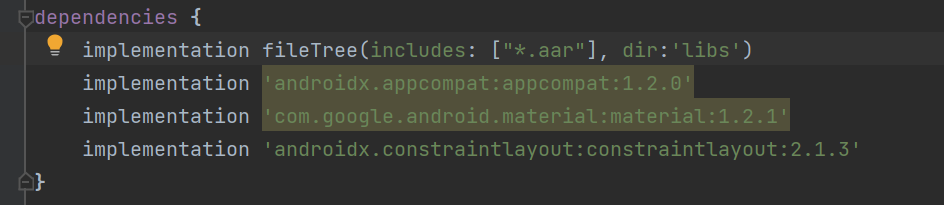 dependencies {
    implementation fileTree(includes: ["*.aar"], dir:'libs')
    implementation 'androidx.appcompat:appcompat:1.2.0'
    implementation 'com.google.android.material:material:1.2.1'
    implementation 'androidx.constraintlayout:constraintlayout:2.1.3'
}